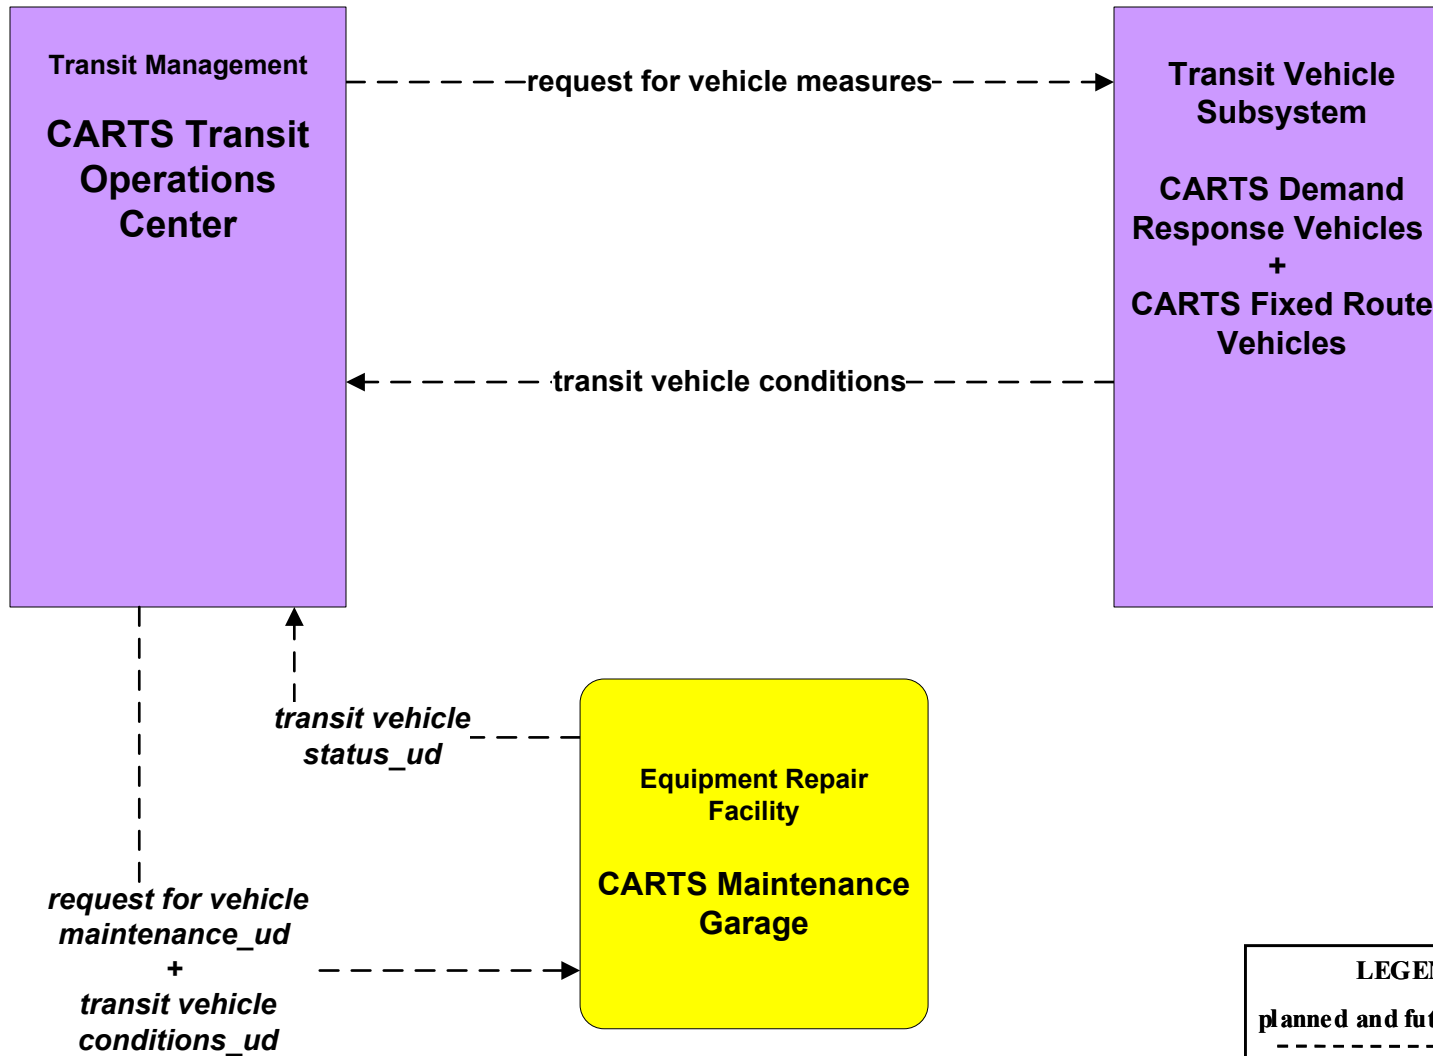 Transit Management
CARTS Transit
Operations
Center
request for vehicle measures
Transit Vehicle
Subsystem
CARTS Demand
Response Vehicles
+
CARTS Fixed Route
Vehicles
transit vehicle conditions
transit vehicle
status_ud
Equipment Repair
Facility
CARTS Maintenance
Garage
request for vehicle
maintenance_ud
+
transit vehicle
conditions_ud
planned and